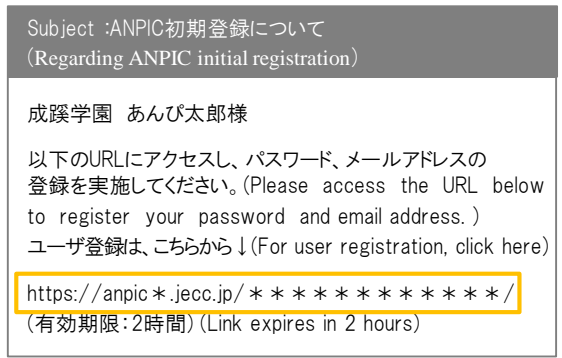 Subject :ANPIC初期登録について
(Regarding ANPIC initial registration)
成蹊学園 あんぴ太郎様
以下のURLにアクセスし、パスワード、メールアドレスの
登録を実施してください。(Please access the URL below
to register your password and email address. )
ユーザ登録は、こちらから↓(For user registration, click here)
https://anpic*.jecc.jp/************/
(有効期限:2時間) (Link expires in 2 hours)